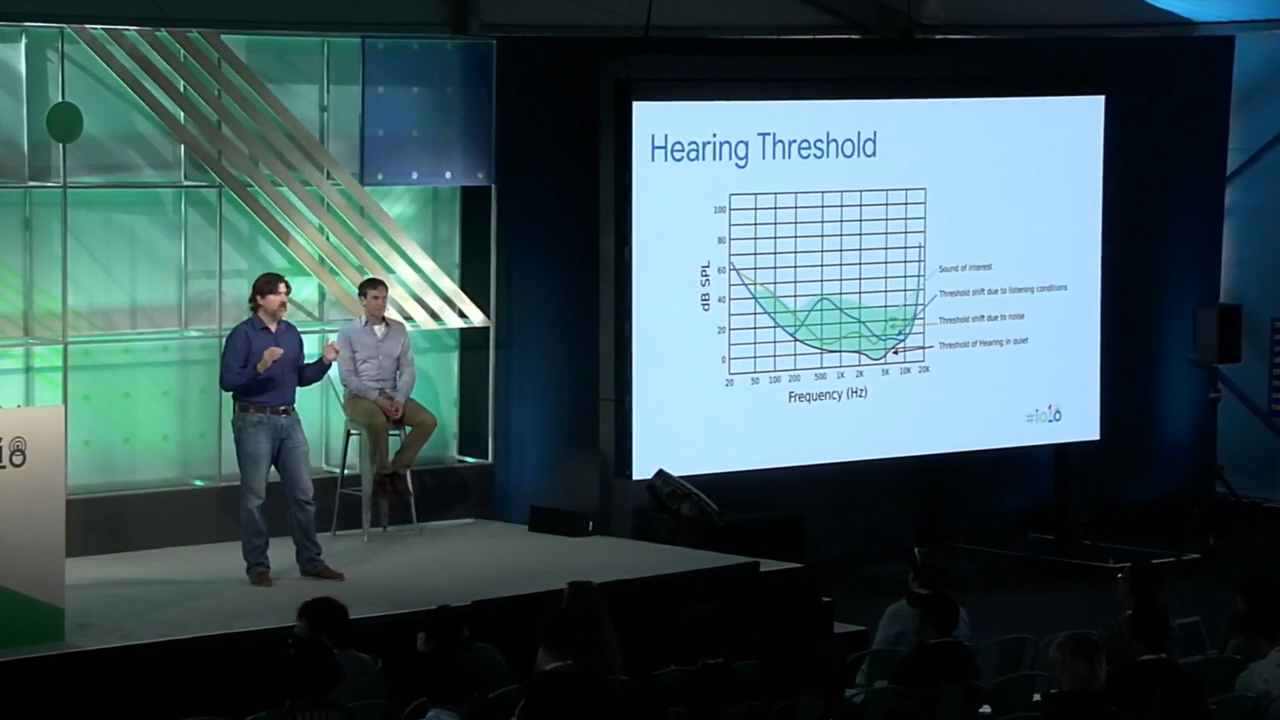 Hearing Threshold
100
80
60
40
20
0
dB SPL
20 50 100 200 500 1K 2K 5K 10K 20K
Frequency (Hz)
Sound of interest
Threshold shift due to listening conditions
Threshold shift due to noise
Threshold of Hearing in quiet
#io18
18